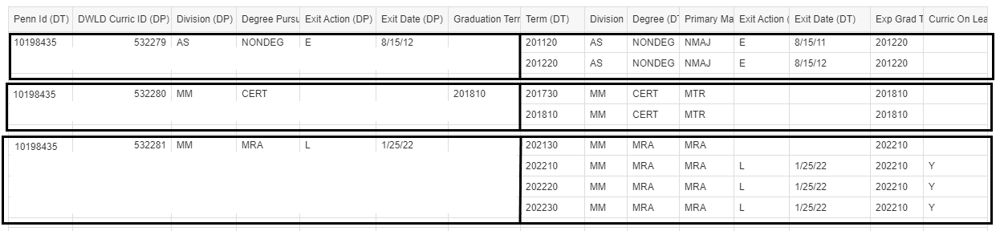 Penn Id (DT) DWLD Curric ID (DP) Division (DP) Degree Pursu Exit Action (DP) Exit Date (DP) Graduation Tern Term (DT) Division Degree (DT Primary Ma Exit Action ( Exit Date (DT) Exp Grad T Curric On Lea
10198435 532279 AS NONDEG E 8/15/12 201120 AS NONDEG NMAJ E 8/15/11 201220
201220 AS NONDEG NMAJ E 8/15/12 201220
10198435 532280 MM CERT 201810 201730 MM CERT MTR 201810
201810 MM CERT MTR 201810
10198435 532281 MM MRA L 1/25/22 202130 MM MRA MRA 202210
202210 MM MRA MRA L 1/25/22 202210 Y
202220 MM MRA MRA L 1/25/22 202210 Y
202230 MM MRA MRA L 1/25/22 202210 Y